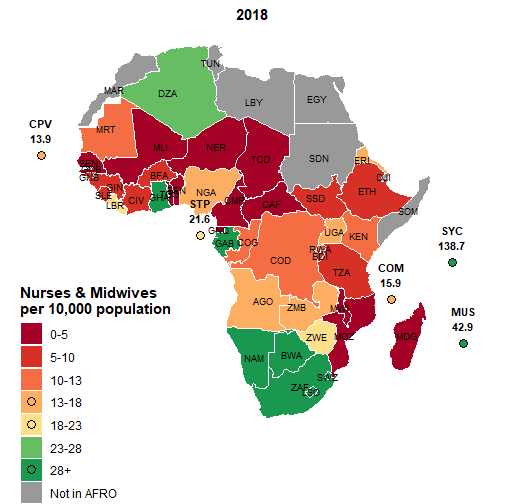 2018
TUN
MAR
DZA
LBY
EGY
CPV
13.9
MRT
MLI
NER
TCD
SDN
ERI
DJI
SEN
GNB
GIN
SLE
LBR
CIV
BFA
GHA
BEN
NGA
STP
21.6
CMR
CAF
SSD
ETH
SOM
GNQ
GAB
COG
COD
UGA
KEN
RWA
BDI
TZA
SYC
138.7
COM
15.9
MUS
42.9
AGO
ZMB
MOZ
MDG
ZWE
NAM
BWA
SWZ
ZAF
LSO
Nurses & Midwives
per 10,000 population
0-5
5-10
10-13
13-18
18-23
23-28
28+
Not in AFRO